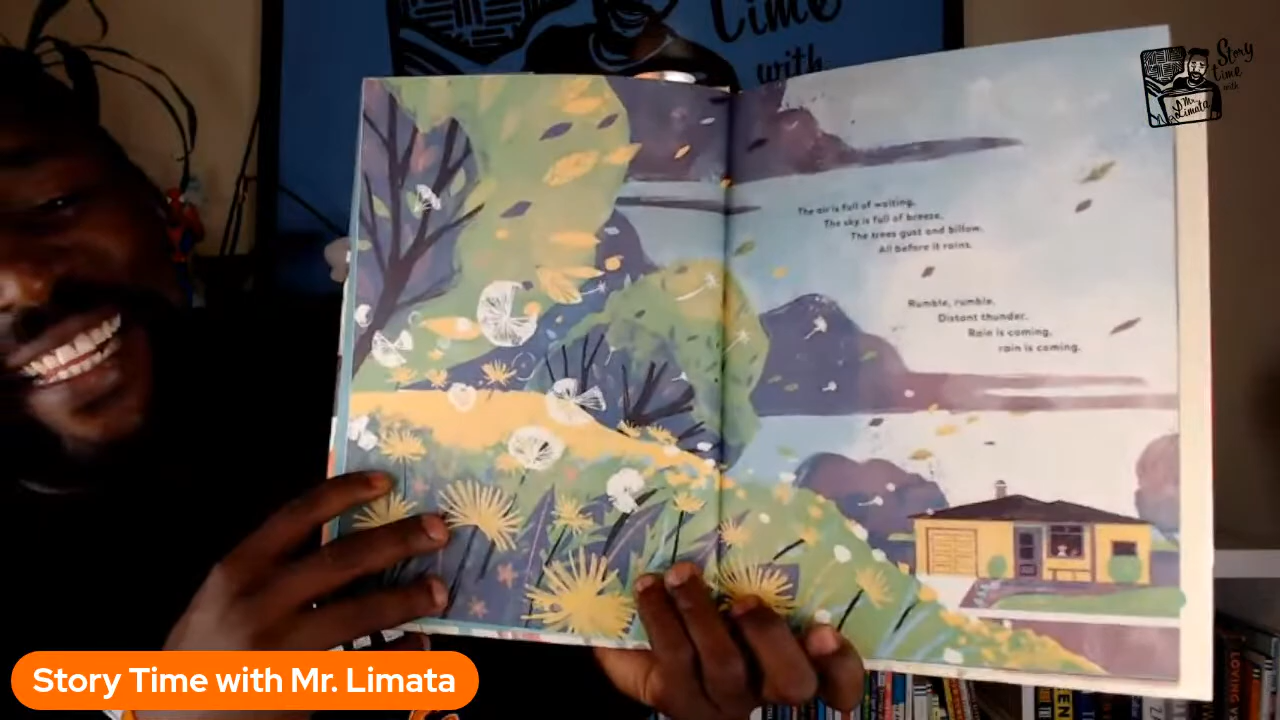 time
with
Story
time
with
Mr.
Limata
The air is full of waiting.
The sky is full of breeze.
The trees gust and billow.
All before it rains.
Rumble, rumble.
Distant thunder.
Rain is coming,
rain is coming.
Story Time with Mr. Limata
LOVING